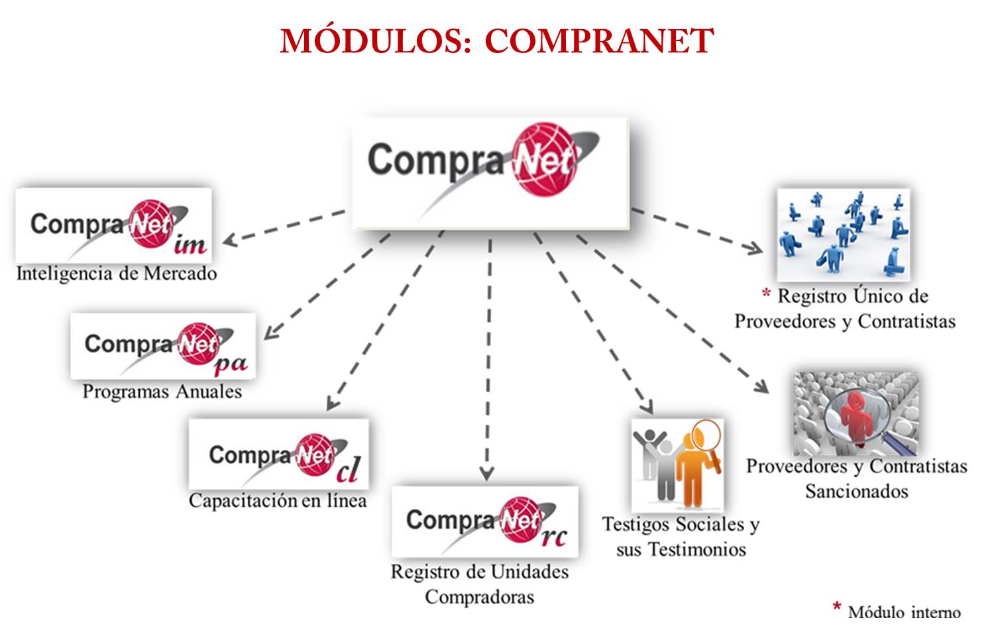 MÓDULOS: COMPRANET
CompraNet
CompraNet im
Inteligencia de Mercado
* Registro Único de
Proveedores y Contratistas
CompraNet pa
Programas Anuales
CompraNet cl
Capacitación en línea
Proveedores y Contratistas
Sancionados
CompraNet rc
Registro de Unidades
Compradoras
Testigos Sociales y
sus Testimonios
* Módulo interno